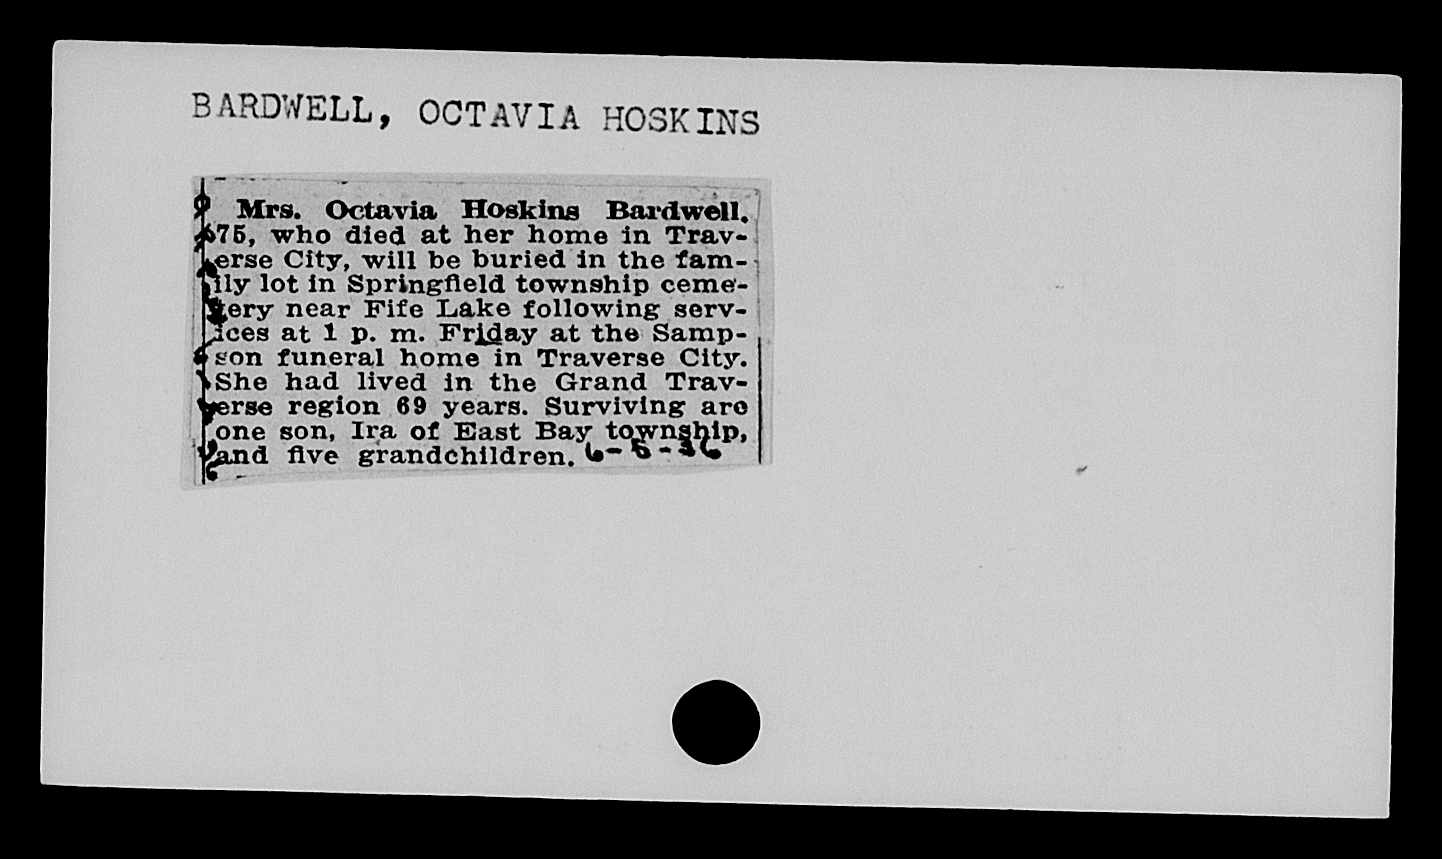 BARDWELL, OCTAVIA HOSKINS
Mrs. Octavia Hoskins Bardwell,
75, who died at her home in Trav-
erse City, will be buried in the fam-
ily lot in Springfield township ceme-
tery near Fife Lake following serv-
ices at 1 p. m. Friday at the Samp-
son funeral home in Traverse City.
She had lived in the Grand Trav-
erse region 69 years. Surviving are
one son, Ira of East Bay township,
and five grandchildren. 6-5-36